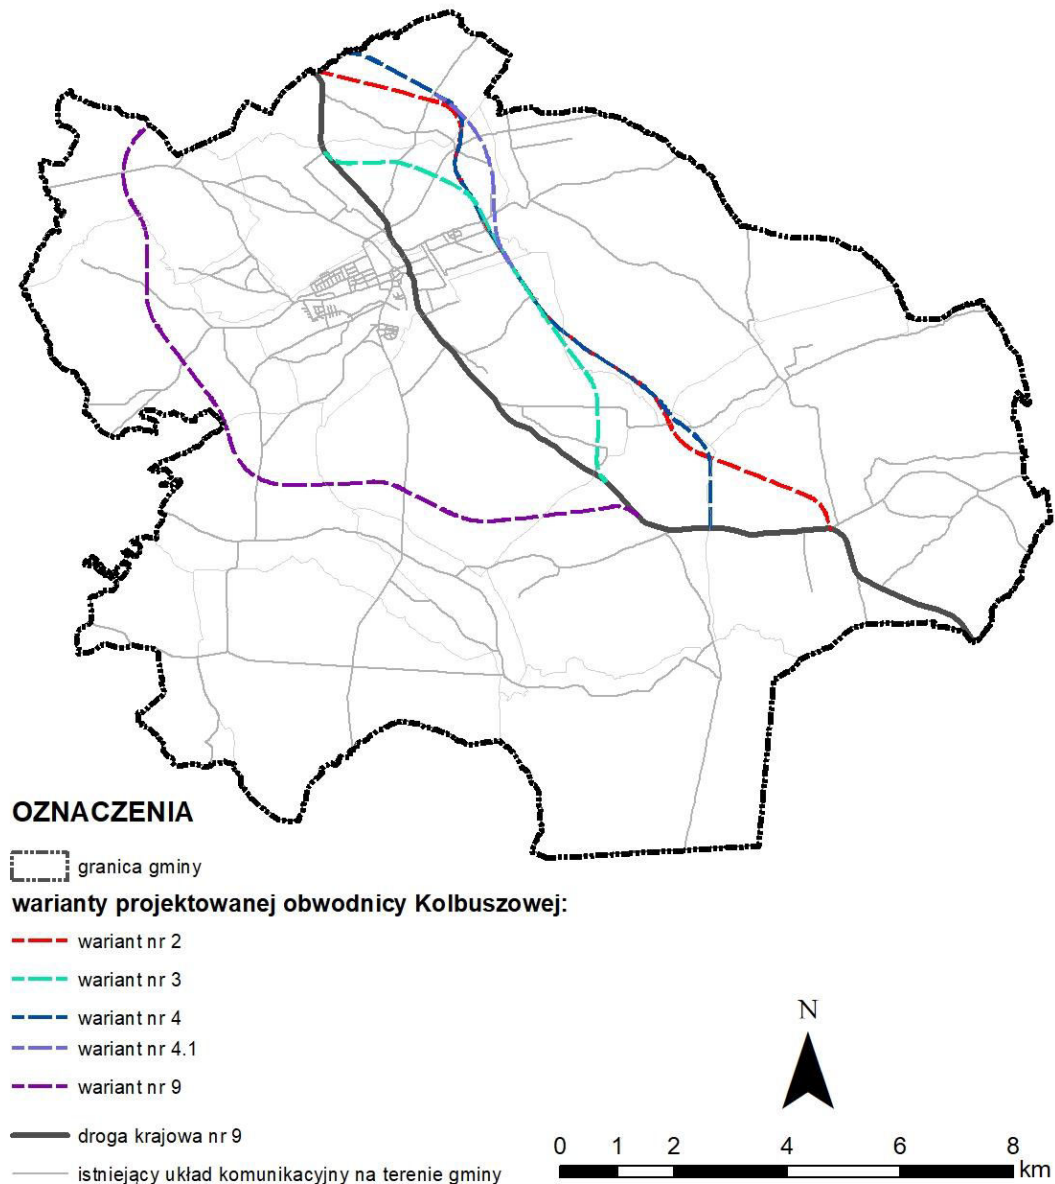 OZNACZENIA
granica gminy
warianty projektowanej obwodnicy Kolbuszowej:
wariant nr 2
wariant nr 3
wariant nr 4
wariant nr 4.1
wariant nr 9
droga krajowa nr 9
istniejący układ komunikacyjny na terenie gminy
N
0 1 2 4 6 8
km